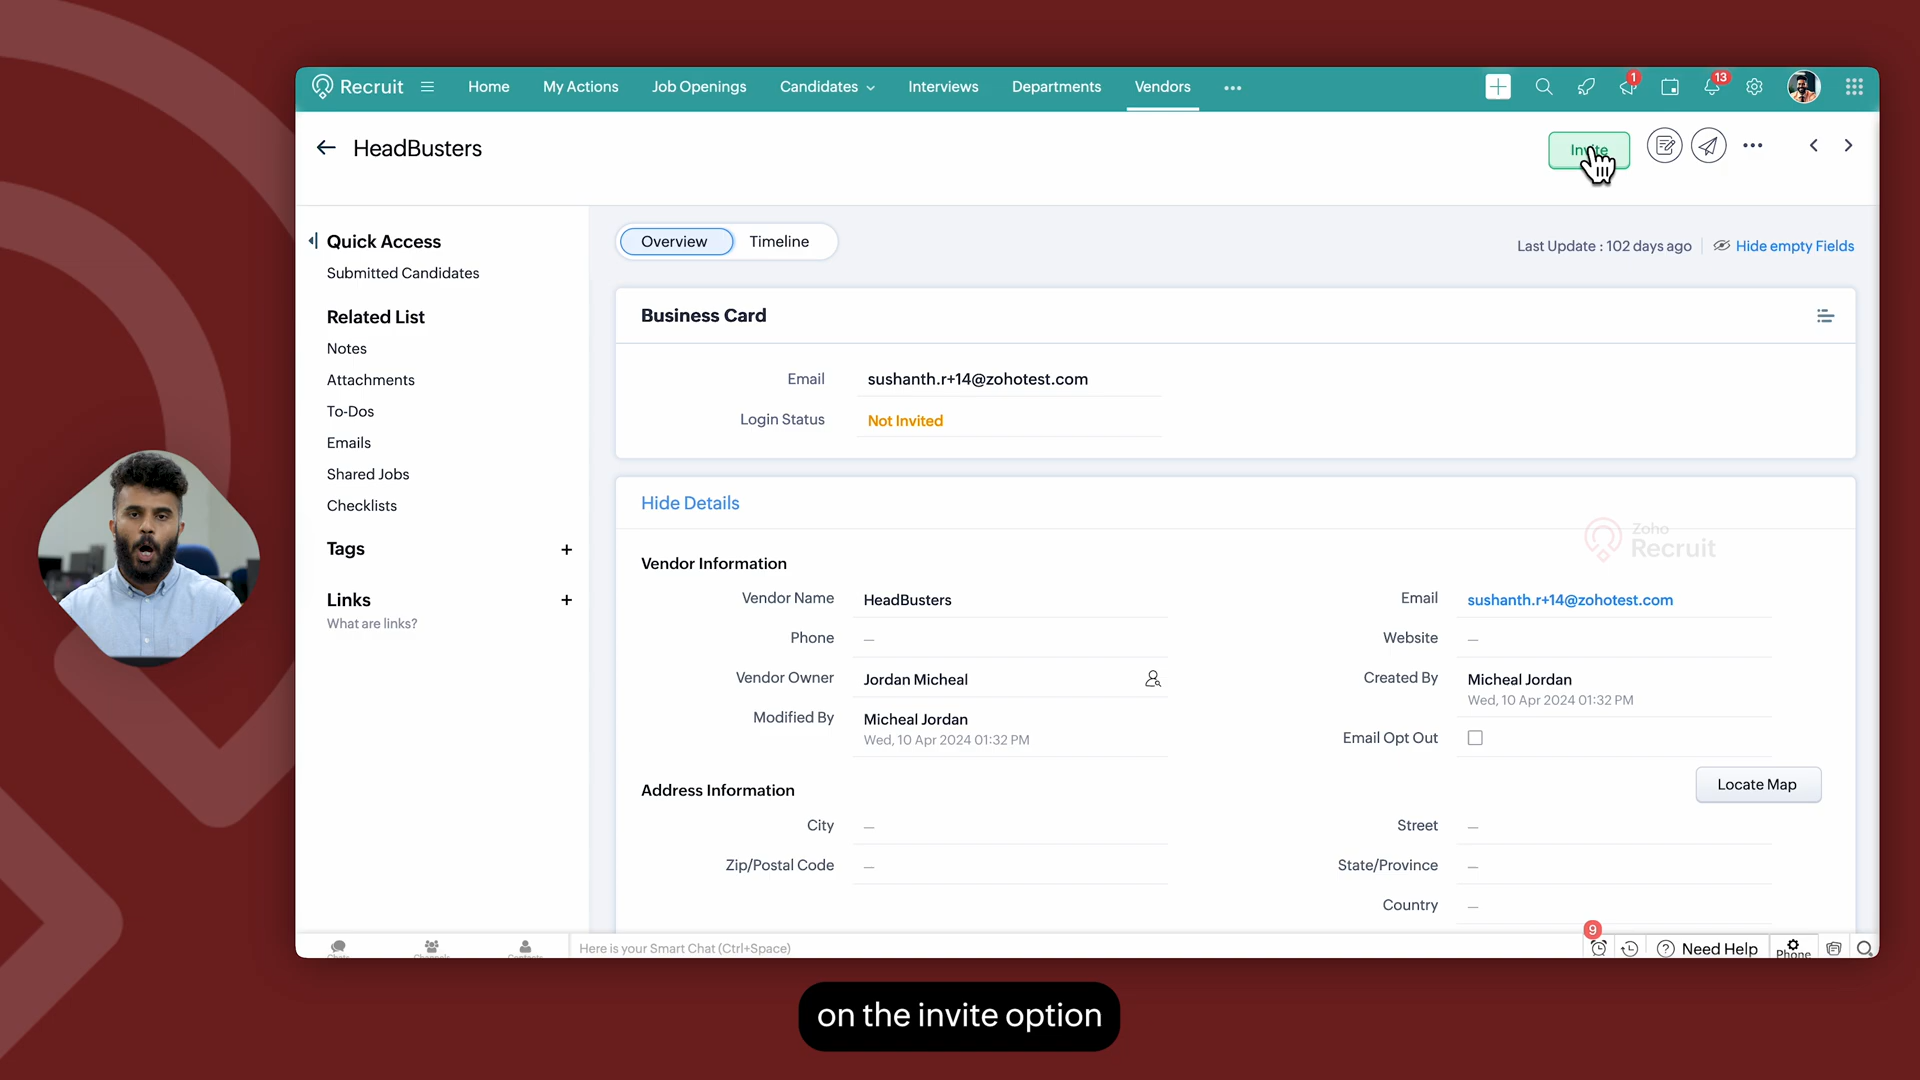 Recruit
Home
My Actions
Job Openings
Candidates
Interviews
Departments
Vendors
1
13
HeadBusters
Invite
Quick Access
Submitted Candidates
Related List
Notes
Attachments
To-Dos
Emails
Shared Jobs
Checklists
Tags
+
Links
+
What are links?
Overview
Timeline
Last Update : 102 days ago
Hide empty Fields
Business Card
Email
sushanth.r+14@zohotest.com
Login Status
Not Invited
Hide Details
Zoho
Recruit
Vendor Information
Vendor Name
HeadBusters
Email
sushanth.r+14@zohotest.com
Phone
—
Website
—
Vendor Owner
Jordan Micheal
Created By
Micheal Jordan
Wed, 10 Apr 2024 01:32 PM
Modified By
Micheal Jordan
Wed, 10 Apr 2024 01:32 PM
Email Opt Out
Locate Map
Address Information
City
—
Street
—
Zip/Postal Code
—
State/Province
—
Country
—
Chats
Channels
Contacts
Here is your Smart Chat (Ctrl+Space)
9
Need Help
Phone
on the invite option